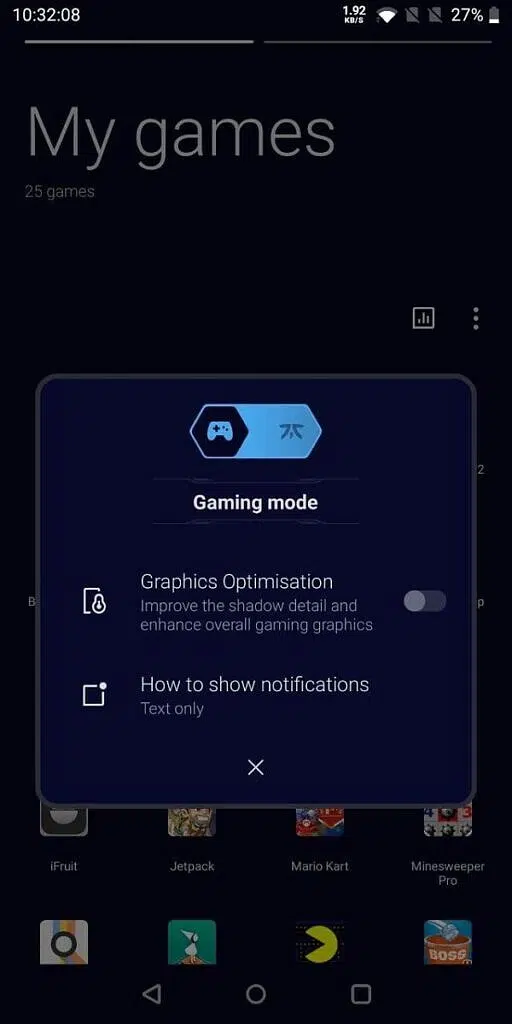 10:32:08
1.92
KB/S
27%
My games
25 games
2
Gaming mode
B
p
Graphics Optimisation
Improve the shadow detail and
enhance overall gaming graphics
How to show notifications
Text only
iFruit
Jetpack
Mario Kart
Minesweeper
Pro
BOSS